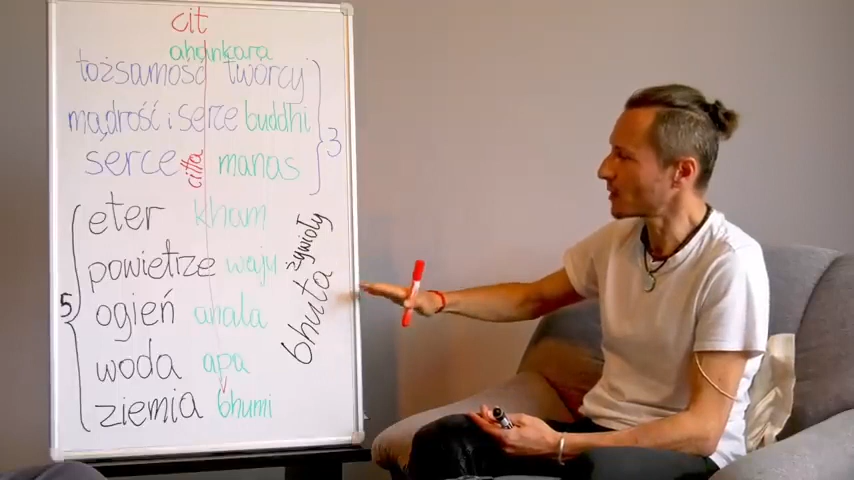 cit
ahankara
tożsamość twórcy
mądrość i serce buddhi
3
serce citta manas
eter kham
żywioły
powietrze waju
5
ogień anala
bhuta
woda apa
ziemia bhumi